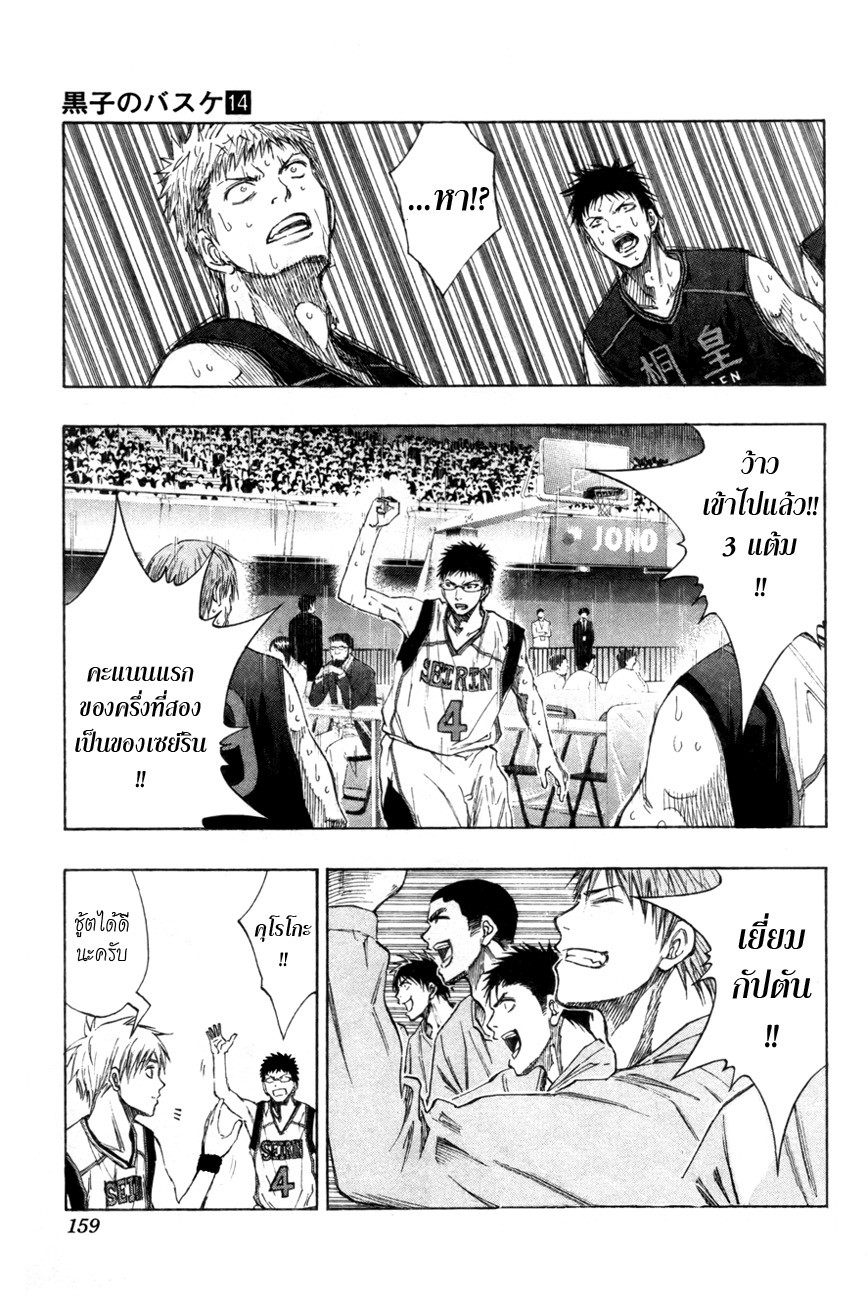 黒子のバスケ14
...หา!?
桐皇
ว้าว
เข้าไปแล้ว!!
3 แต้ม
!!
JONO
SEIRIN
4
คะแนนแรก
ของครึ่งที่สอง
เป็นของเซย์ริน
!!
เยี่ยม
กัปตัน
!!
คุโรโกะ
!!
ชู้ตได้ดี
นะครับ
SEIRIN
4
SEI
159